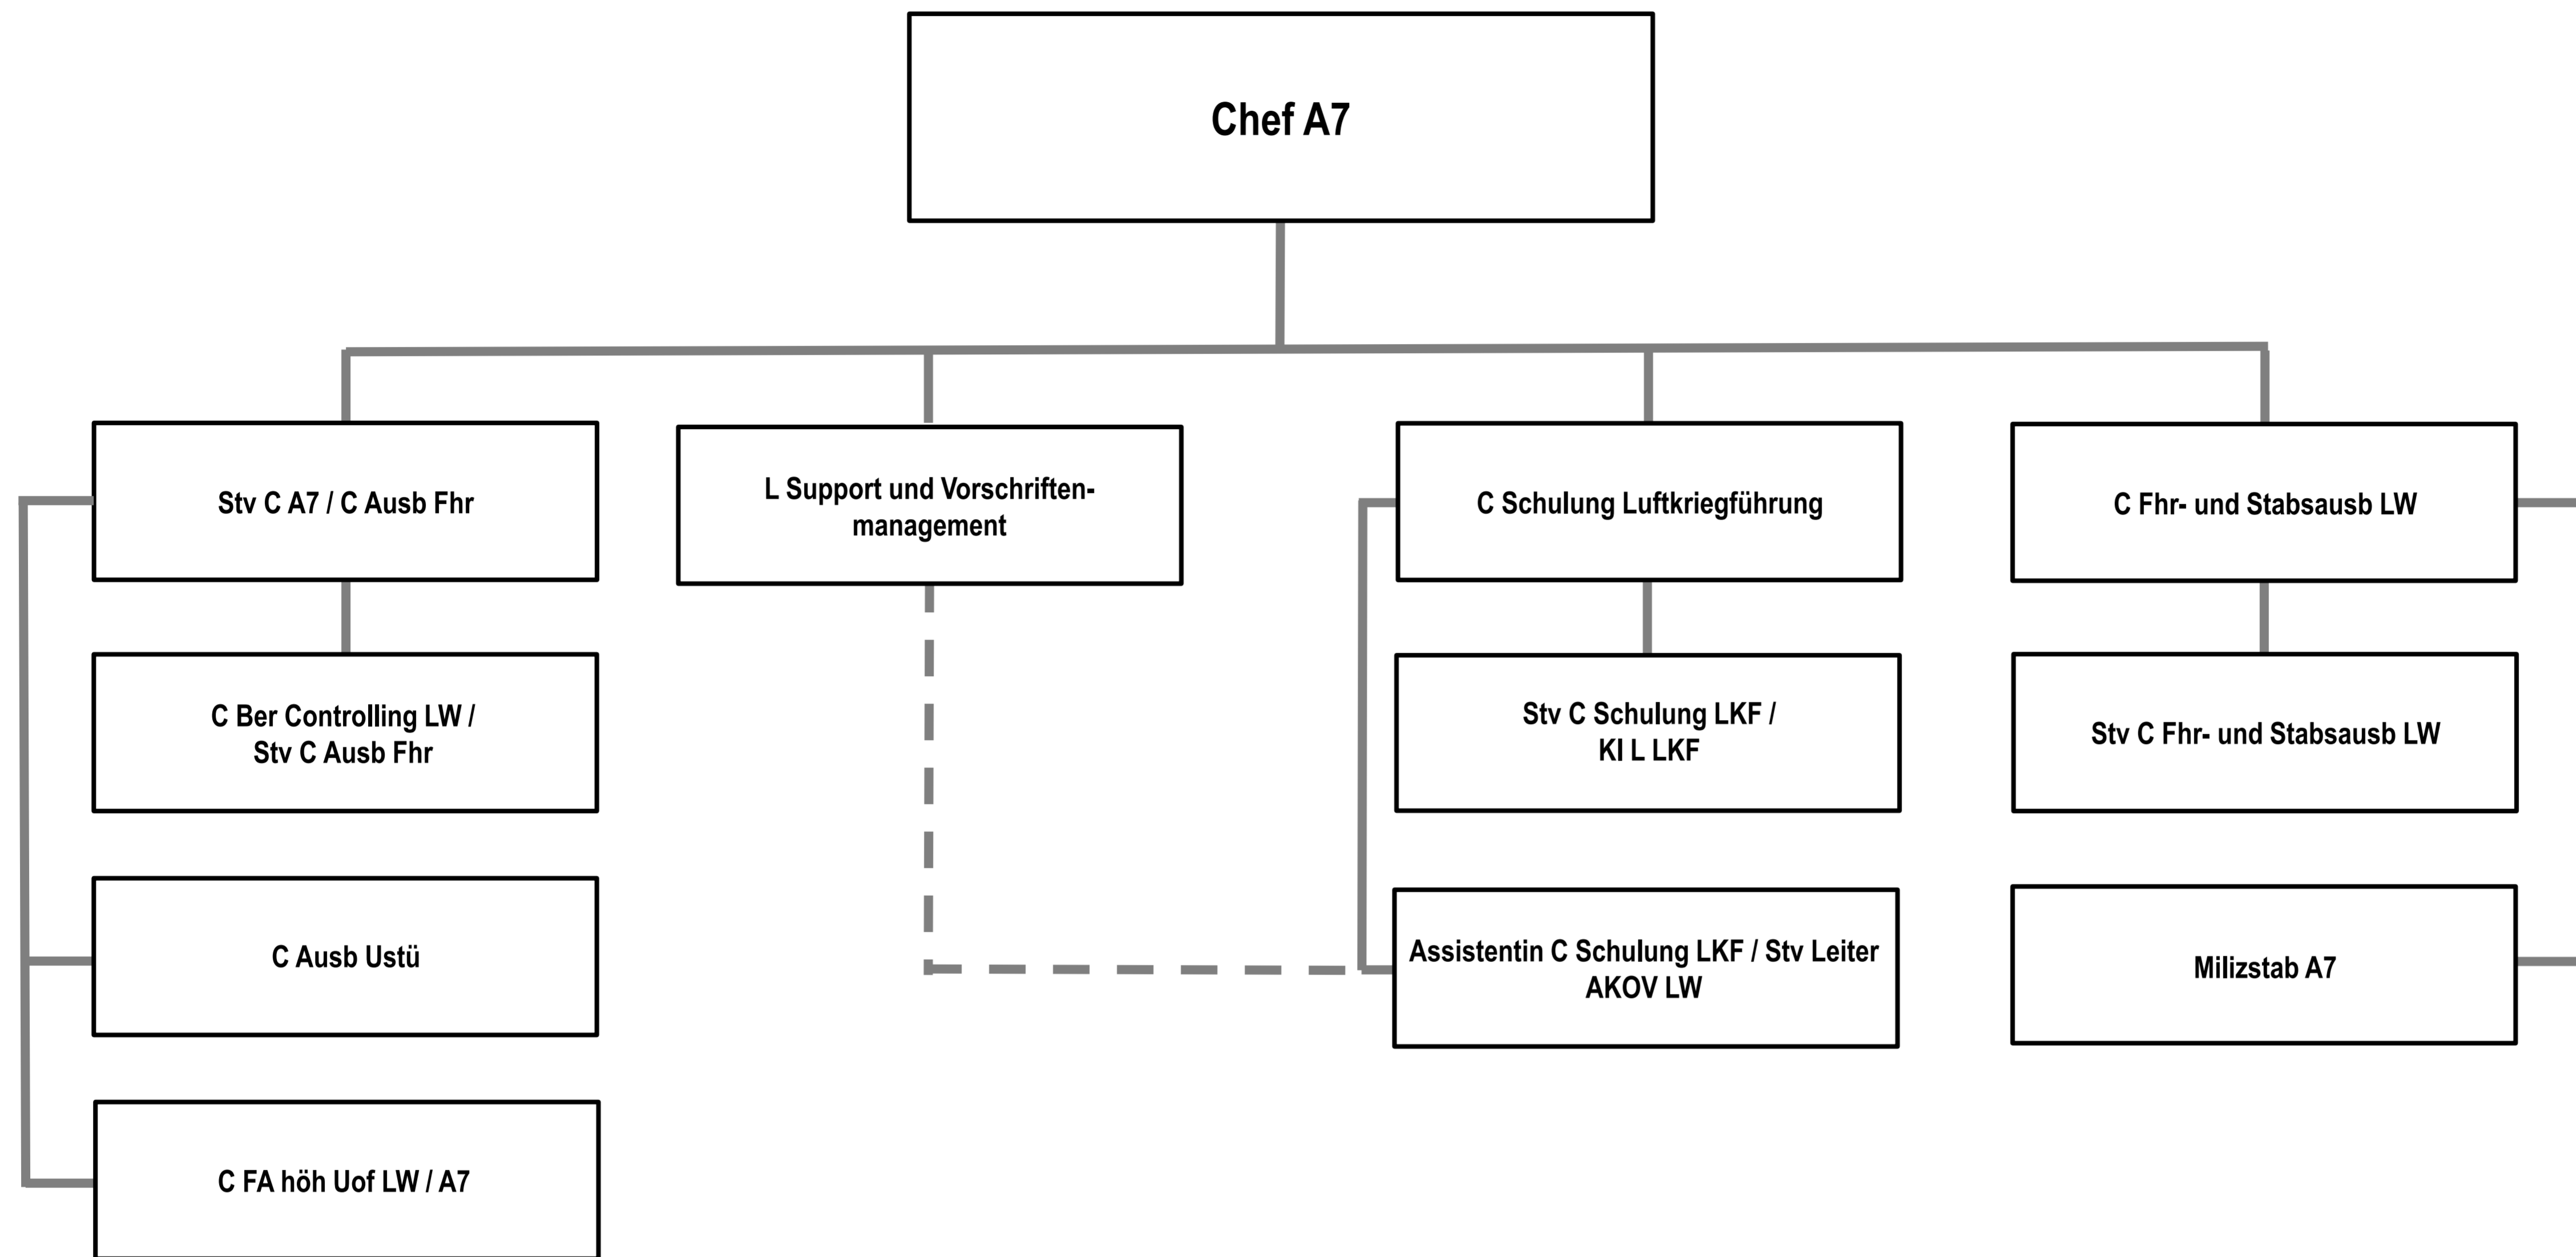 Chef A7
Stv C A7 / C Ausb Fhr
L Support und Vorschriften-
management
C Schulung Luftkriegführung
C Fhr- und Stabsausb LW
C Ber Controlling LW /
Stv C Ausb Fhr
Stv C Schulung LKF /
KI L LKF
Stv C Fhr- und Stabsausb LW
C Ausb Ustü
Assistentin C Schulung LKF / Stv Leiter
AKOV LW
Milizstab A7
C FA höh Uof LW / A7